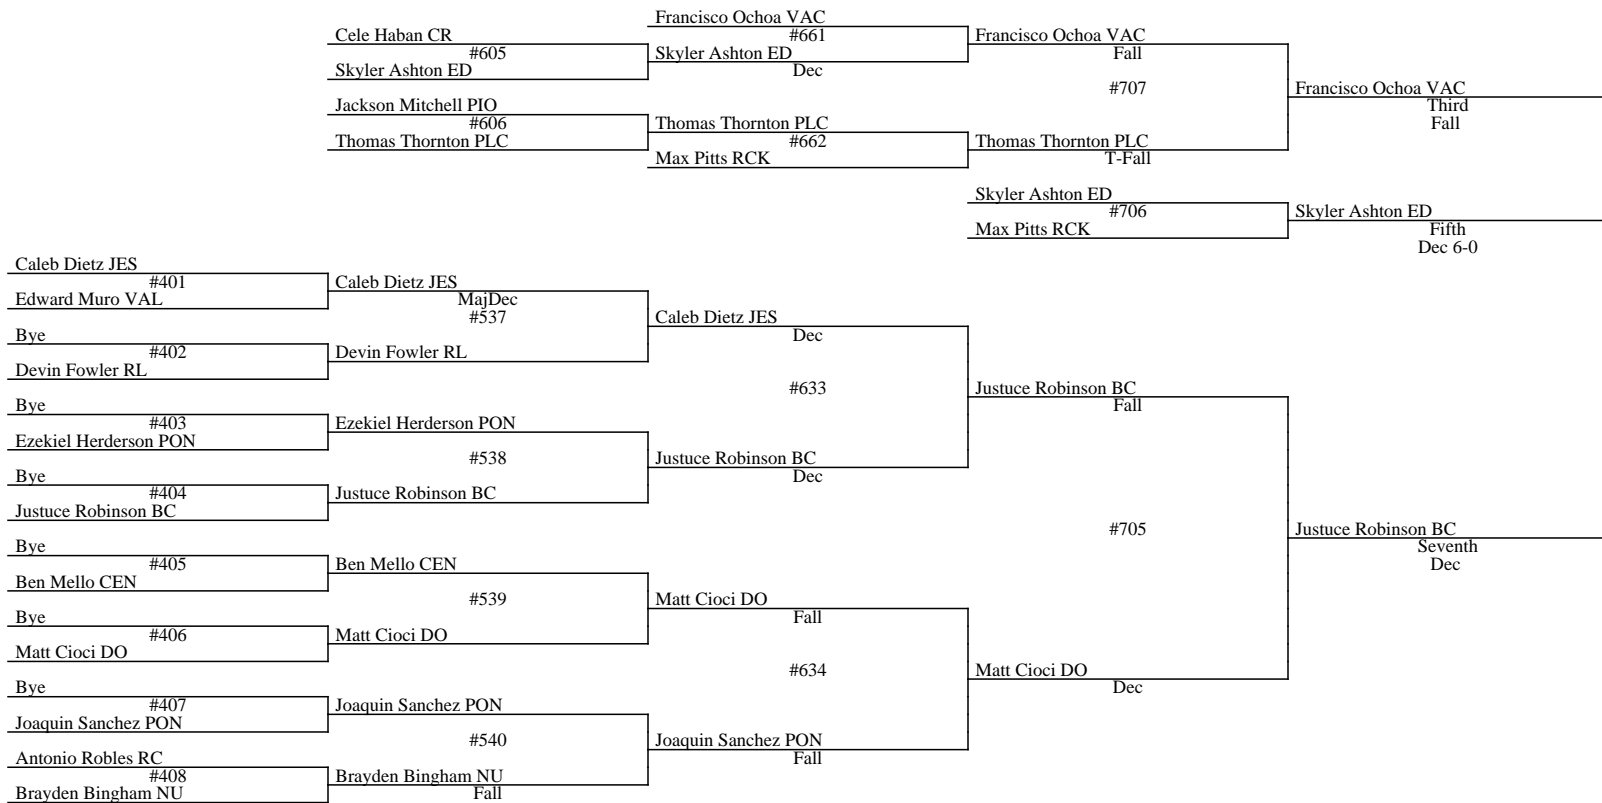 Francisco Ochoa VAC
Cele Haban CR
#661
Francisco Ochoa VAC
#605
Skyler Ashton ED
Fall
Skyler Ashton ED
Dec
#707
Francisco Ochoa VAC
Jackson Mitchell PIO
Third
#606
Thomas Thornton PLC
Fall
Thomas Thornton PLC
#662
Thomas Thornton PLC
Max Pitts RCK
T-Fall
Skyler Ashton ED
#706
Skyler Ashton ED
Max Pitts RCK
Fifth
Dec 6-0
Caleb Dietz JES
#401
Caleb Dietz JES
Edward Muro VAL
MajDec
#537
Caleb Dietz JES
Bye
Dec
#402
Devin Fowler RL
Devin Fowler RL
#633
Justuce Robinson BC
Bye
Fall
#403
Ezekiel Herderson PON
Ezekiel Herderson PON
#538
Justuce Robinson BC
Bye
Dec
#404
Justuce Robinson BC
Justuce Robinson BC
#705
Justuce Robinson BC
Bye
Seventh
#405
Ben Mello CEN
Dec
Ben Mello CEN
#539
Matt Cioci DO
Bye
Fall
#406
Matt Cioci DO
Matt Cioci DO
#634
Matt Cioci DO
Bye
Dec
#407
Joaquin Sanchez PON
Joaquin Sanchez PON
#540
Joaquin Sanchez PON
Antonio Robles RC
Fall
#408
Brayden Bingham NU
Brayden Bingham NU
Fall